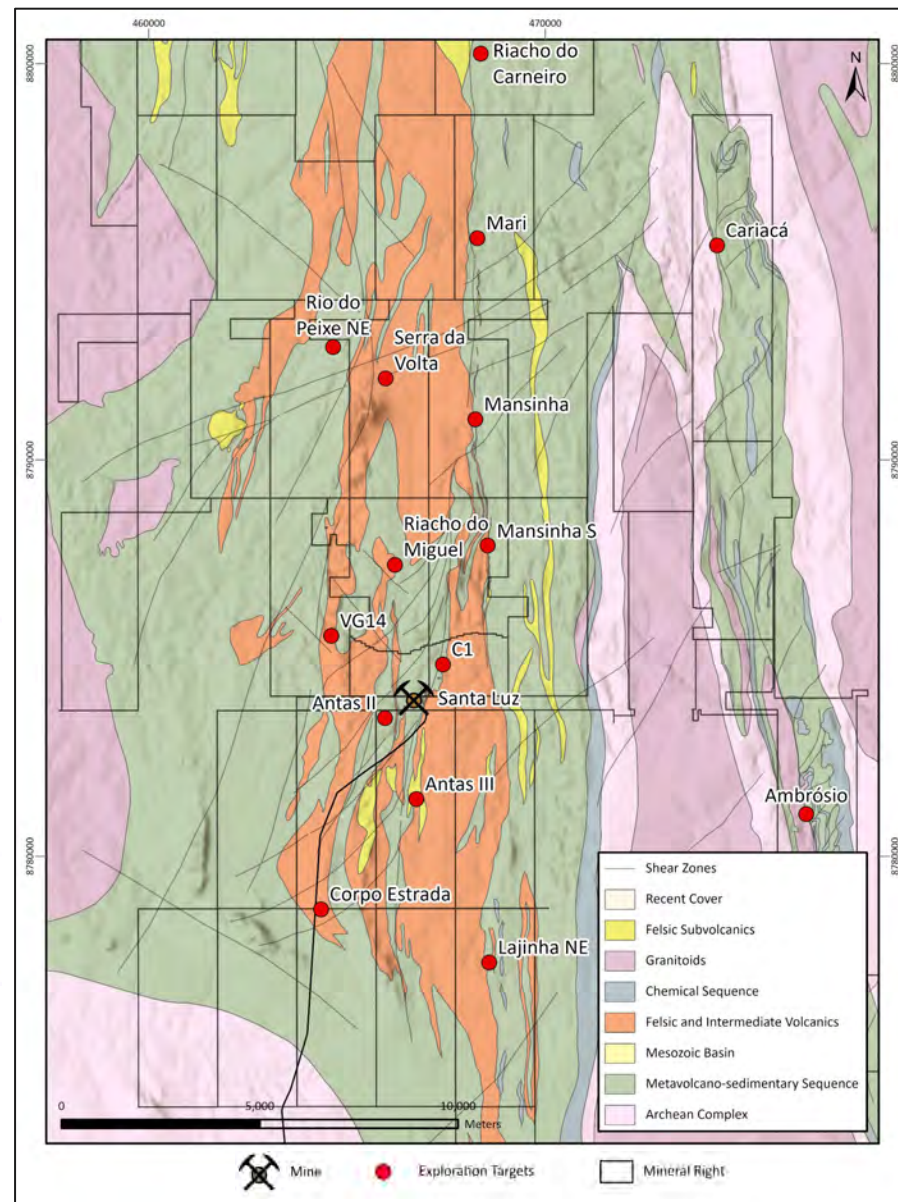 460000
470000
8800000
8800000
N
Riacho do
Carneiro
Mari
Cariacá
Rio do
Peixe NE
Serra da
Volta
Mansinha
8790000
8790000
Riacho do
Miguel
Mansinha S
VG14
C1
Antas II
Santa Luz
Antas III
Ambrósio
8780000
8780000
Corpo Estrada
Lajinha NE
Shear Zones
Recent Cover
Felsic Subvolcanics
Granitoids
Chemical Sequence
Felsic and Intermediate Volcanics
Mesozoic Basin
Metavolcano-sedimentary Sequence
Archean Complex
0
5,000
10,000
Meters
Mine
Exploration Targets
Mineral Right